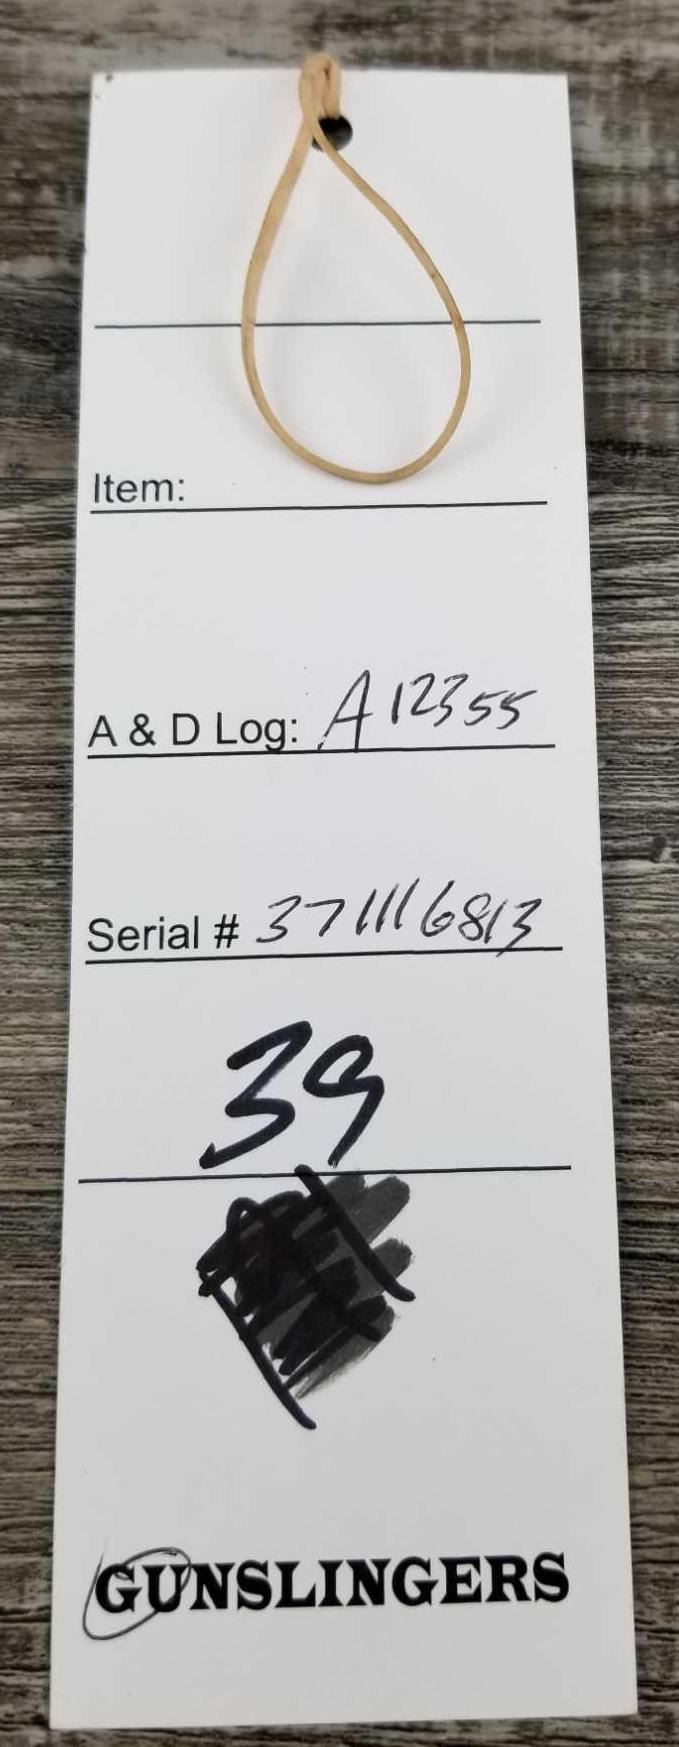 Item:
A & D Log: A12355
Serial # 371116813
39
GUNSLINGERS